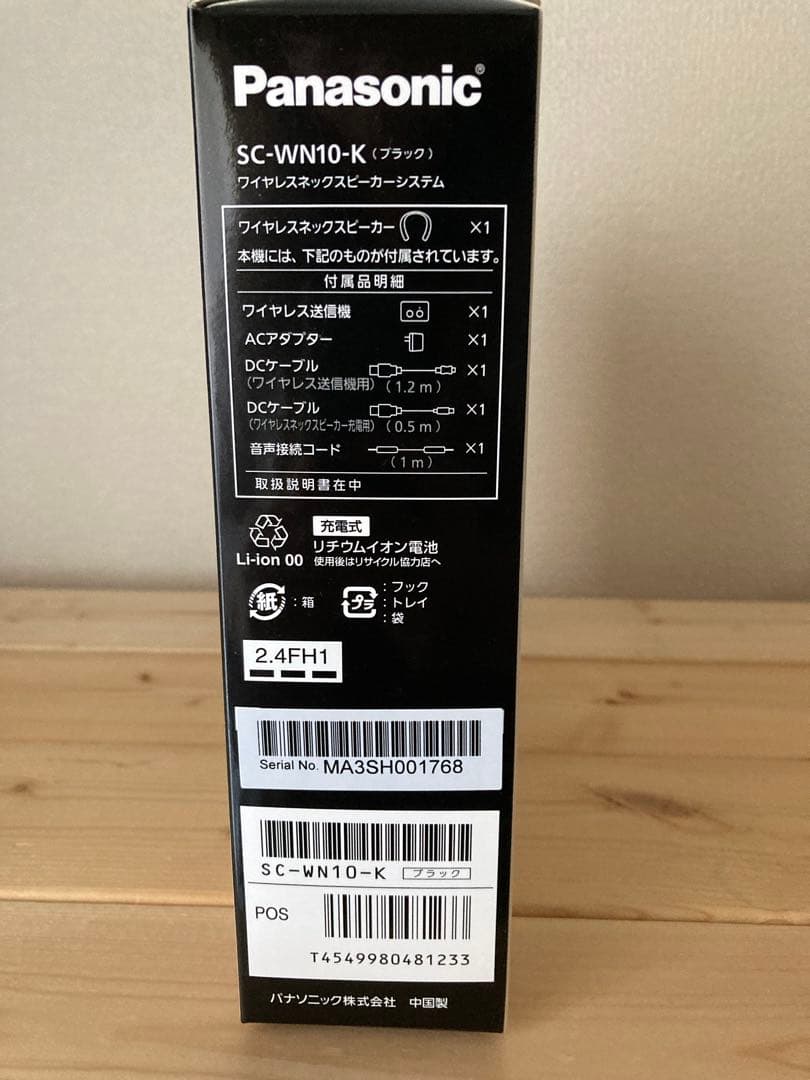 Panasonic®
SC-WN10-K（ブラック）
ワイヤレスネックスピーカーシステム
ワイヤレスネックスピーカー X1
本機には、下記のものが付属されています。
付属品明細
ワイヤレス送信機 X1
ACアダプター X1
DCケーブル X1
（ワイヤレス送信機用）（1.2m）
DCケーブル X1
（ワイヤレスネックスピーカー充電用）（0.5m）
音声接続コード X1
（1m）
取扱説明書在中
充電式
リチウムイオン電池
Li-ion 00 使用後はリサイクル協力店へ
紙：箱
プラ：フック
：トレイ
：袋
2.4FH1
Serial No. MA3SH001768
SC-WN10-K ブラック
POS
T4549980481233
パナソニック株式会社 中国製